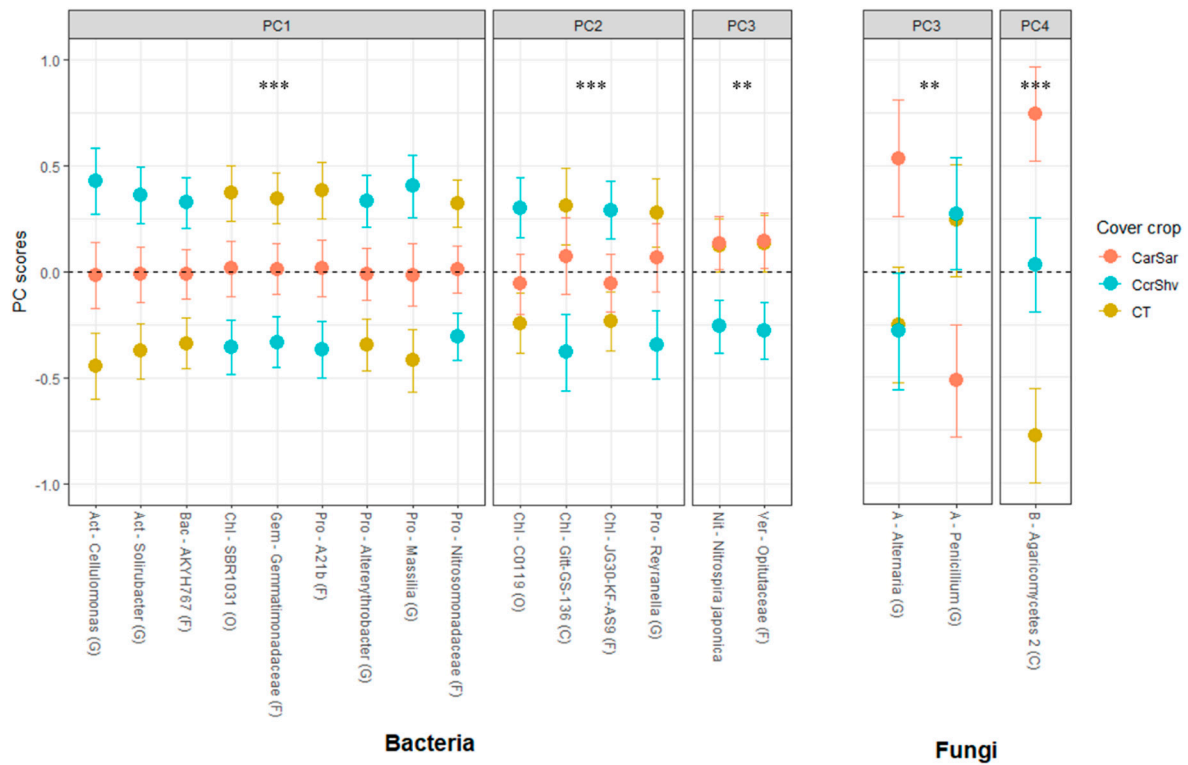 PC1
PC2
PC3
PC3
PC4
1.0
0.5
0.0
-0.5
-1.0
PC scores
***
***
**
**
***
Cover crop
CarSar
CcrShv
CT
Act - Cellulomonas (G)
Act - Solirubacter (G)
Bac - AKYH767 (F)
Chl - SBR1031 (O)
Gem - Gemmatimonadaceae (F)
Pro - A21b (F)
Pro - Altererythrobacter (G)
Pro - Massilia (G)
Pro - Nitrosomonadaceae (F)
Chl - C0119 (O)
Chl - Gitt-GS-136 (C)
Chl - JG30-KF-AS9 (F)
Pro - Reyranella (G)
Nit - Nitrospira japonica
Ver - Opitutaceae (F)
A - Alternaria (G)
A - Penicillium (G)
B - Agaricomycetes 2 (C)
Bacteria
Fungi